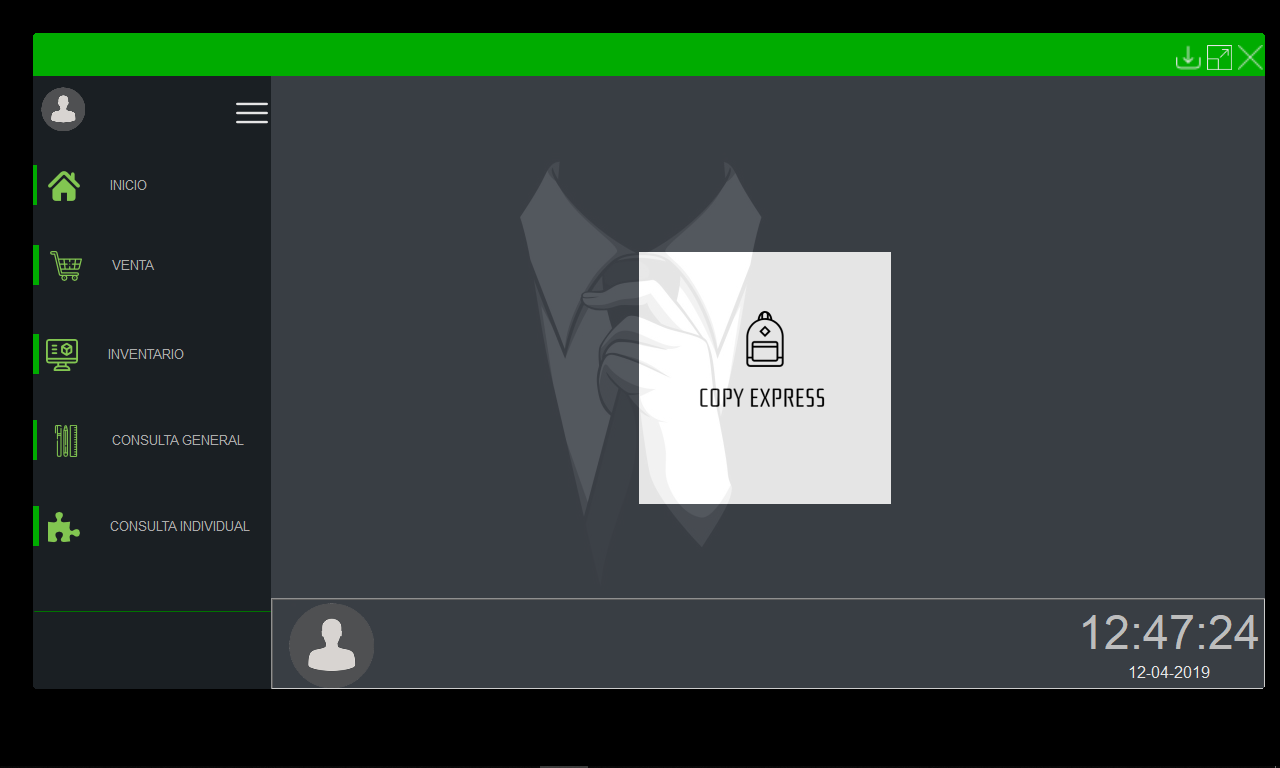 INICIO
VENTA
INVENTARIO
CONSULTA GENERAL
CONSULTA INDIVIDUAL
COPY EXPRESS
12:47:24
12-04-2019